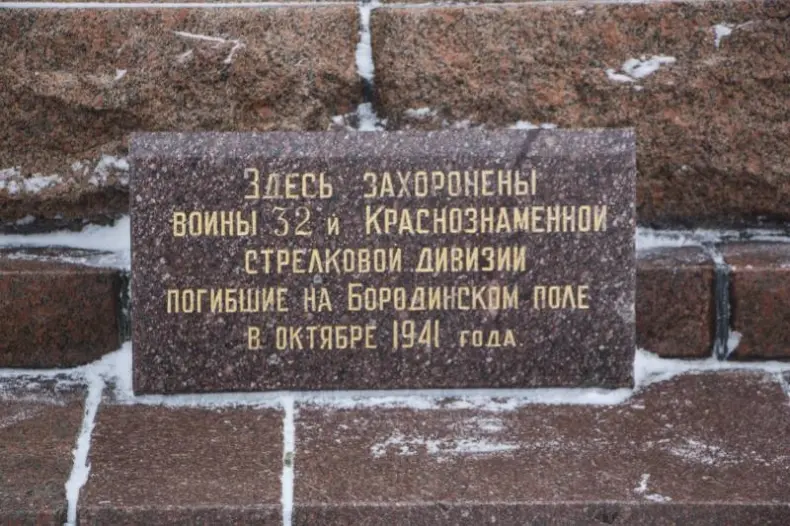 Здесь захоронены
воины 32 й Краснознаменной
стрелковой дивизии
погибшие на Бородинском поле
в октябре 1941 года.